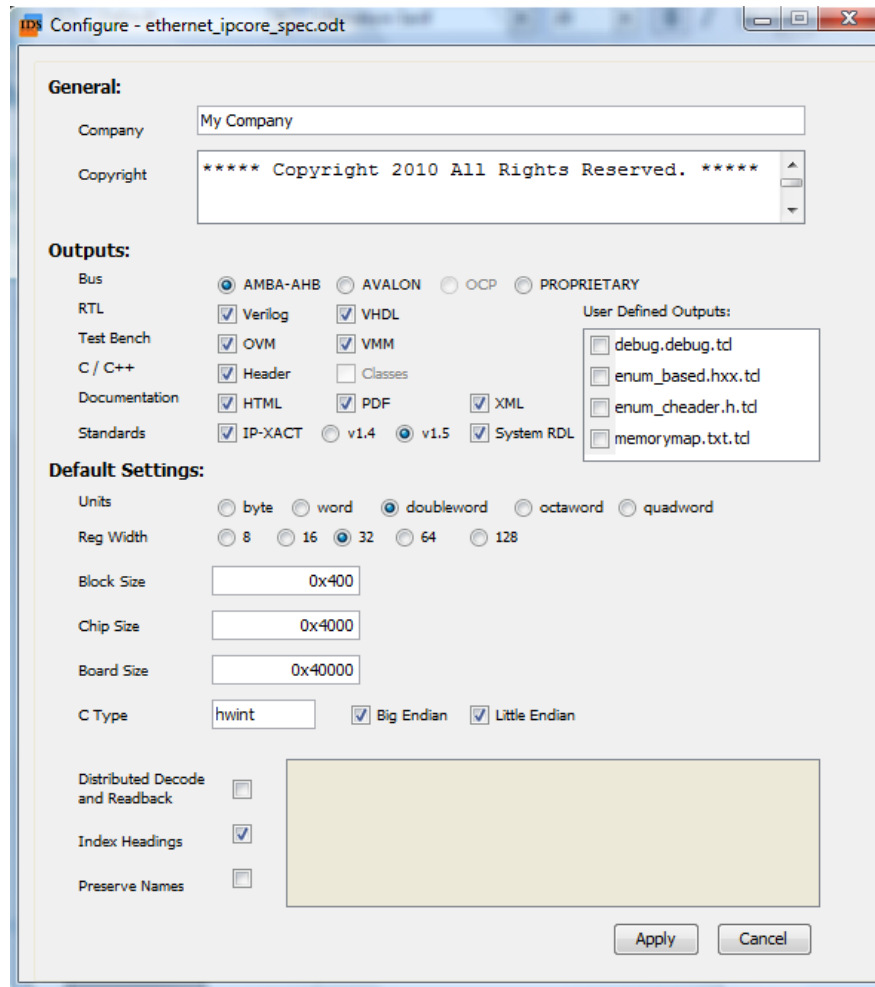 IDS Configure - ethernet_ipcore_spec.odt
General:
Company My Company
Copyright ***** Copyright 2010 All Rights Reserved. *****
Outputs:
Bus AMBA-AHB AVALON OCP PROPRIETARY
RTL Verilog VHDL User Defined Outputs:
Test Bench OVM VMM debug.debug.tcl
C / C++ Header Classes enum_based.hxx.tcl
Documentation HTML PDF XML enum_cheader.h.tcl
Standards IP-XACT v1.4 v1.5 System RDL memorymap.txt.tcl
Default Settings:
Units byte word doubleword octaword quadword
Reg Width 8 16 32 64 128
Block Size 0x400
Chip Size 0x4000
Board Size 0x40000
C Type hwint Big Endian Little Endian
Distributed Decode
and Readback
Index Headings
Preserve Names
Apply Cancel